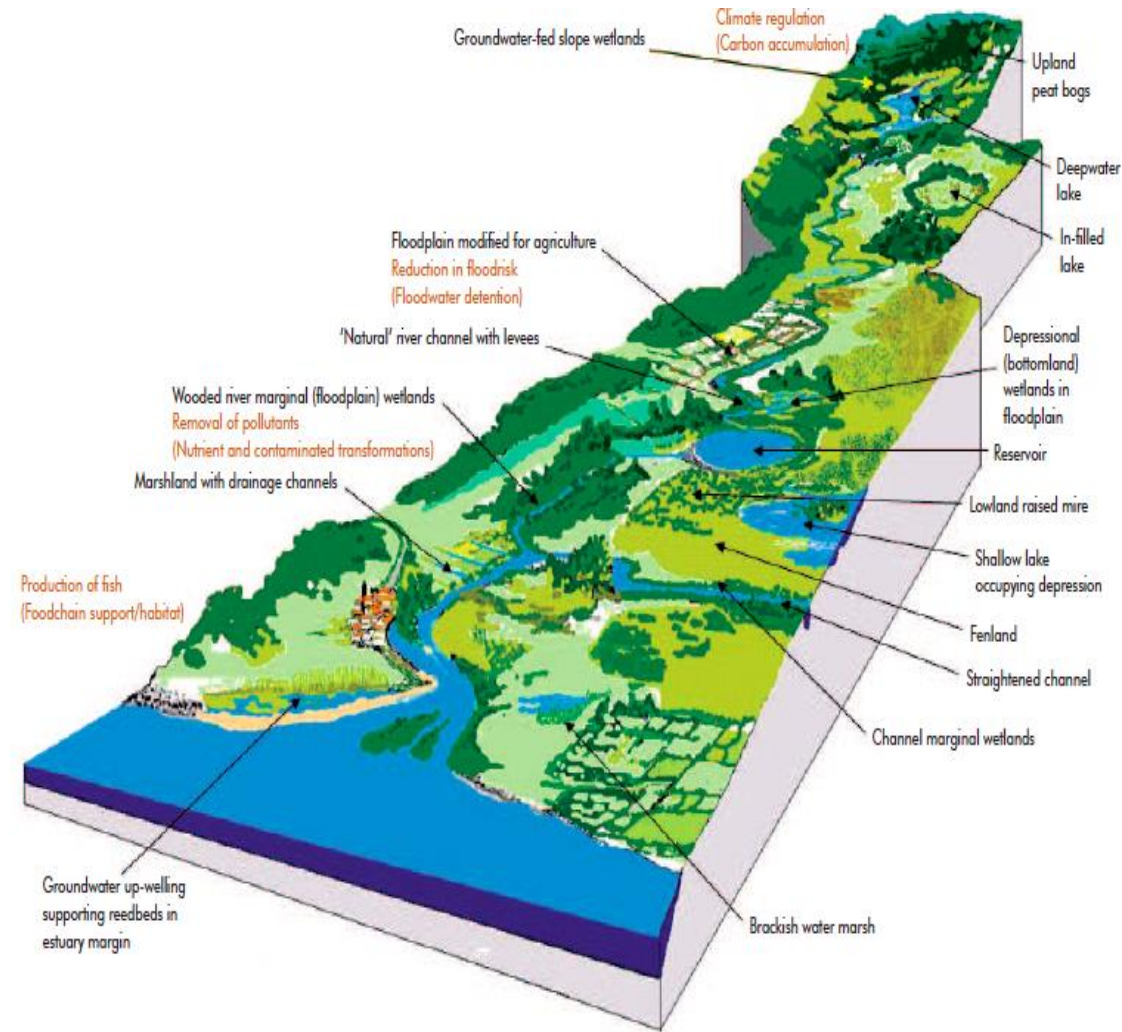 Climate regulation
(Carbon accumulation)
Groundwater-fed slope wetlands
Upland
peat bogs
Deepwater
lake
In-filled
lake
Floodplain modified for agriculture
Reduction in floodrisk
(Floodwater detention)
'Natural' river channel with levees
Depressional
(bottomland)
wetlands in
floodplain
Wooded river marginal (floodplain) wetlands
Removal of pollutants
(Nutrient and contaminated transformations)
Marshland with drainage channels
Reservoir
Lowland raised mire
Shallow lake
occupying depression
Production of fish
(Foodchain support/habitat)
Fenland
Straightened channel
Channel marginal wetlands
Groundwater up-welling
supporting reedbeds in
estuary margin
Brackish water marsh